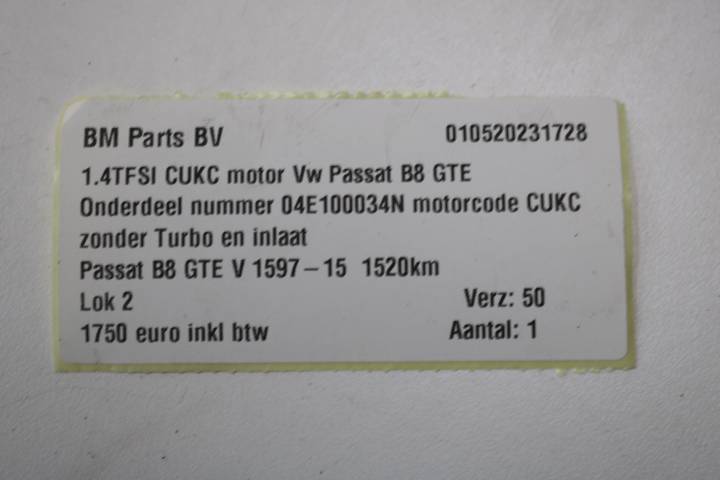 BM Parts BV 010520231728
1.4TFSI CUKC motor Vw Passat B8 GTE
Onderdeel nummer 04E100034N motorcode CUKC
zonder Turbo en inlaat
Passat B8 GTE V 1597-15 1520km
Lok 2 Verz: 50
1750 euro inkl btw Aantal: 1